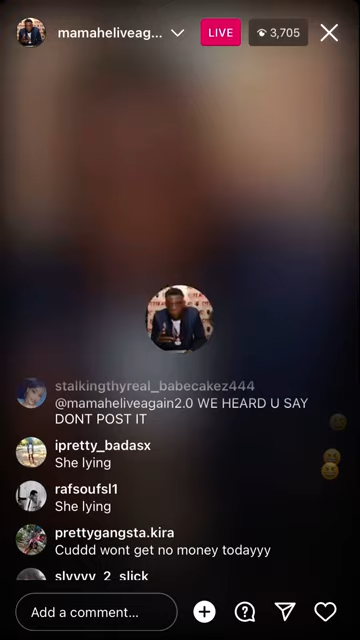 mamaheliveag...
LIVE
3,705
stalkingthyreal_babecakez444
@mamaheliveagain2.0 WE HEARD U SAY
DONT POST IT
ipretty_badasx
She lying
rafsoufsl1
She lying
prettygangsta.kira
Cuddd wont get no money todayyy
slyyyy_2_slick
Add a comment...